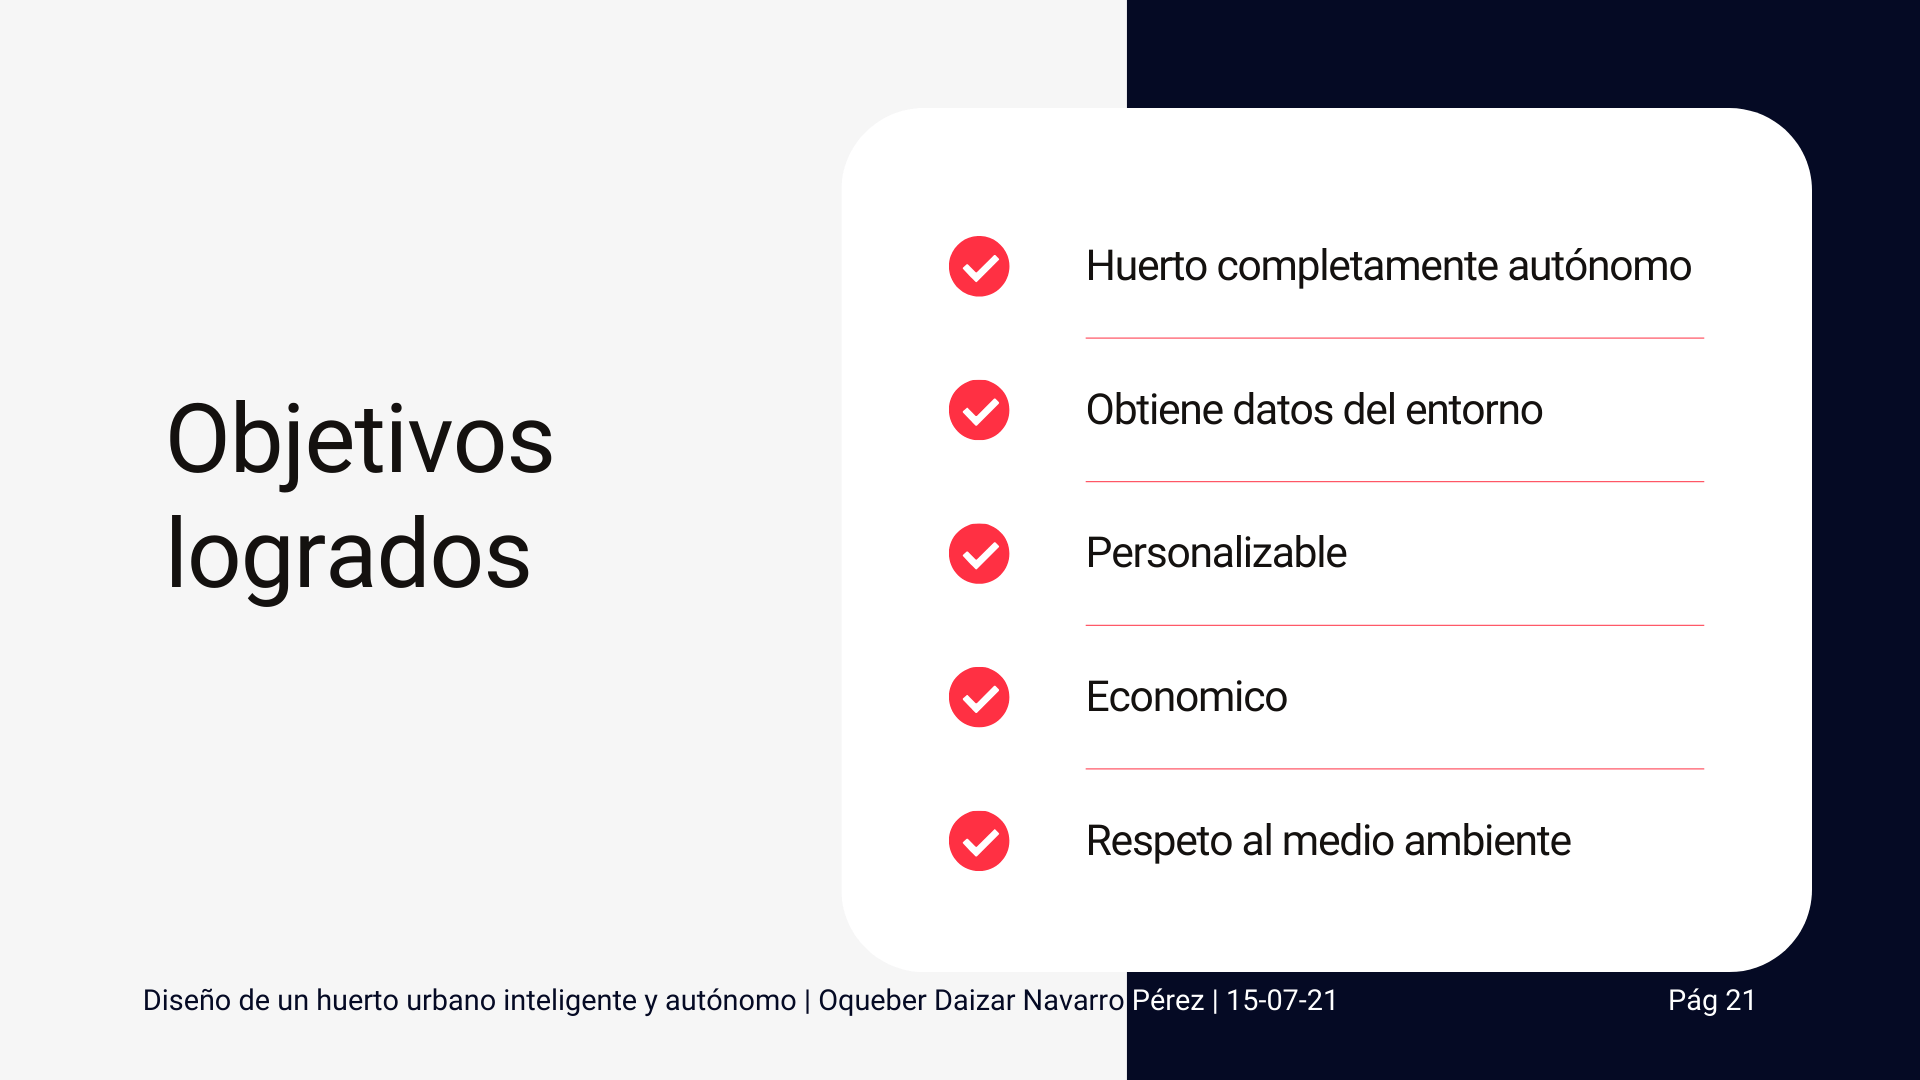 Objetivos
logrados
Huerto completamente autónomo
Obtiene datos del entorno
Personalizable
Economico
Respeto al medio ambiente
Diseño de un huerto urbano inteligente y autónomo | Oqueber Daizar Navarro Pérez | 15-07-21
Pág 21